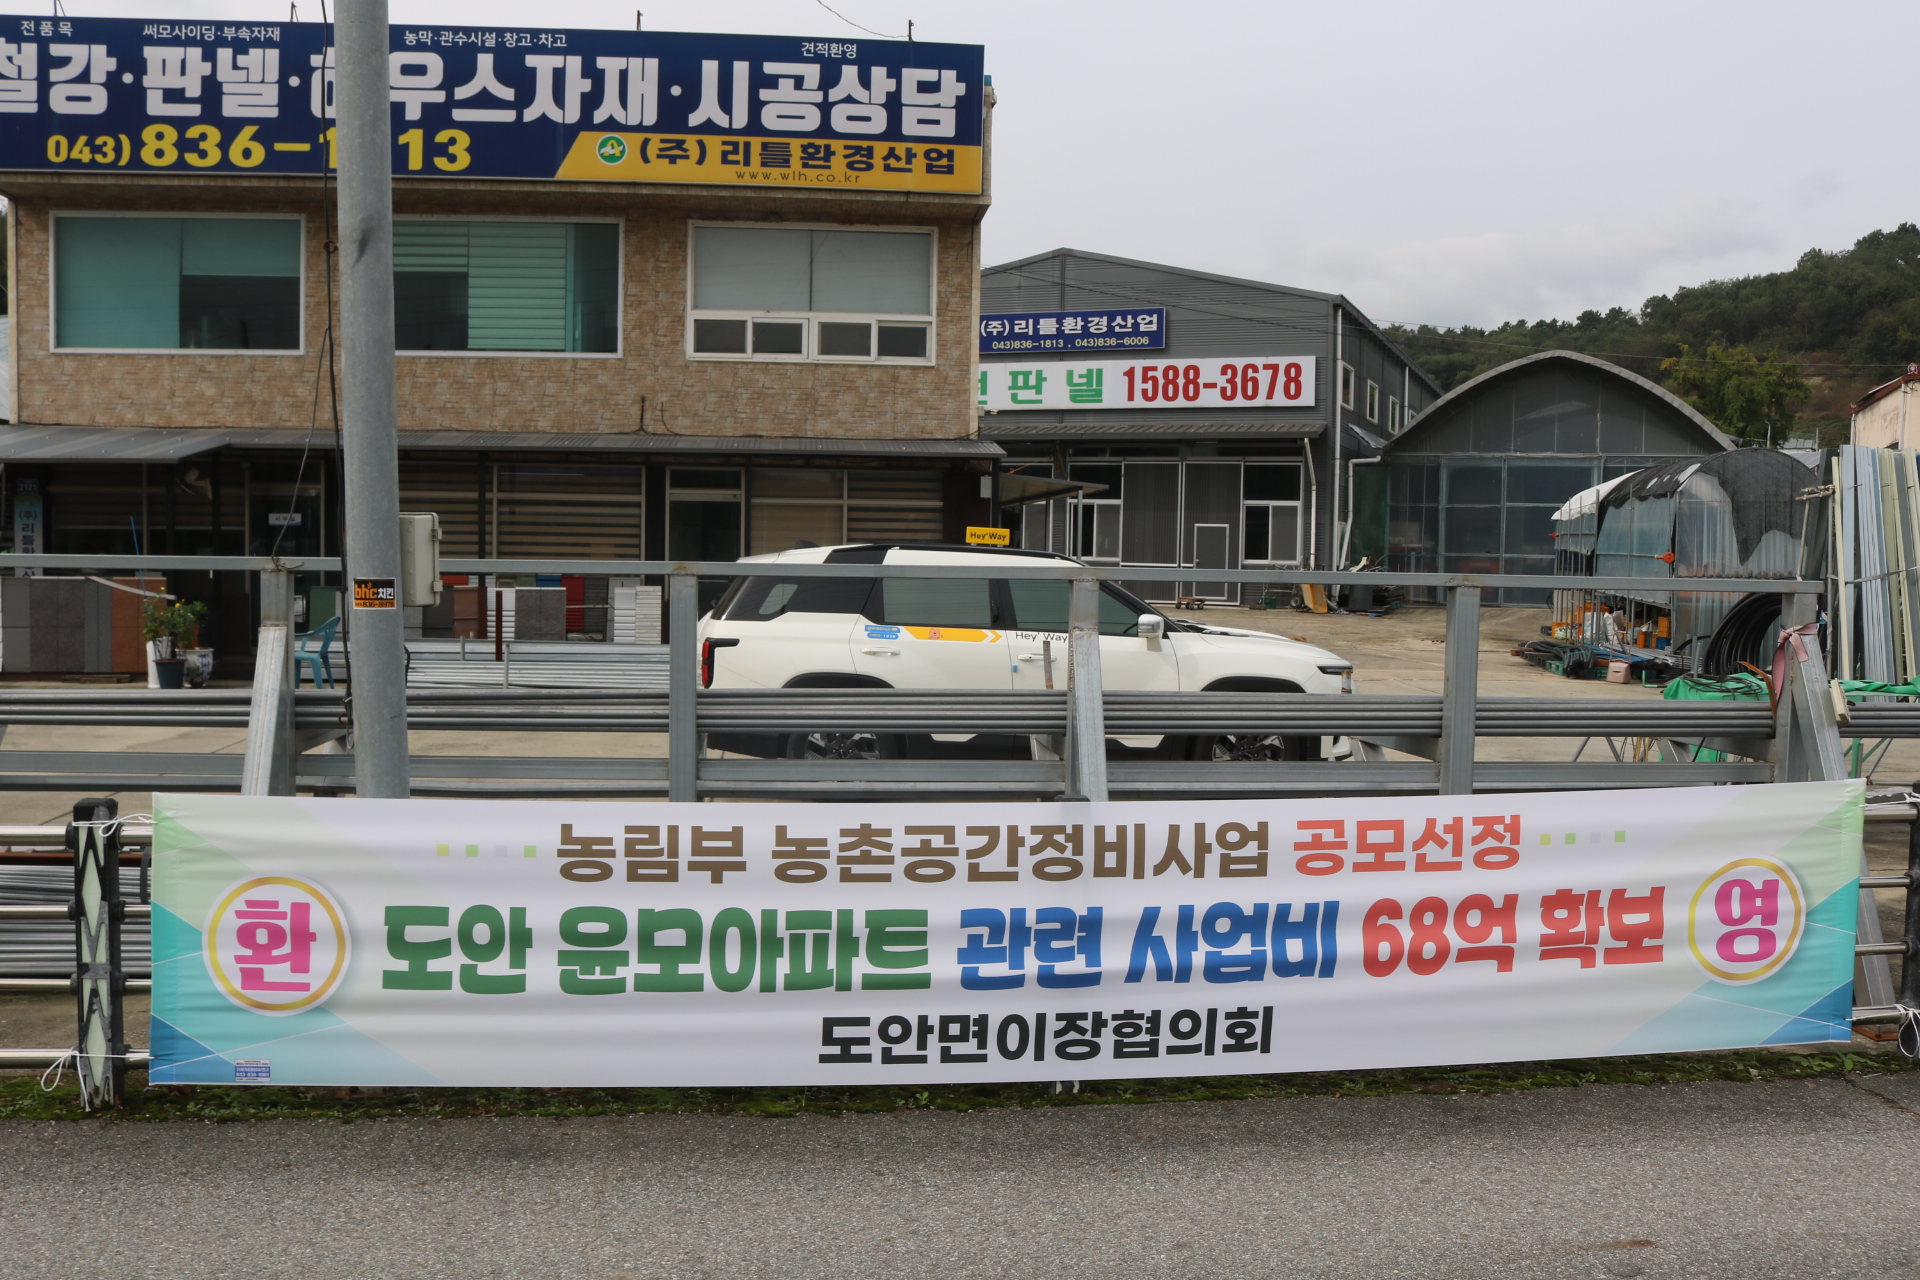 전 품 목 써모사이딩·부속자재 농막·관수시설·창고·차고 견적환영
철강·판넬·하우스자재·시공상담
043) 836-1 13
(주)리틀환경산업
www.wlh.co.kr
(주)리틀환경산업
043)836-1813 , 043)836-6006
판 넬 1588-3678
Hey'Way
Hey' Way
bhc치킨
농림부 농촌공간정비사업 공모선정
환 도안 윤모아파트 관련 사업비 68억 확보 영
도안면이장협의회